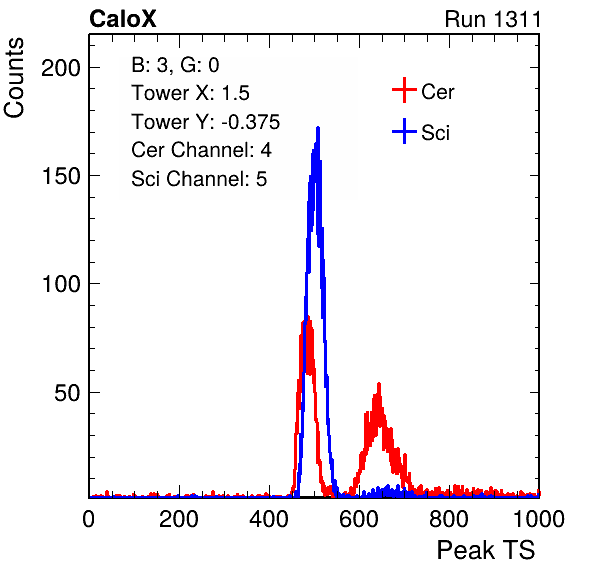 CaloX Run 1311
Counts
B: 3, G: 0
Tower X: 1.5
Tower Y: -0.375
Cer Channel: 4
Sci Channel: 5
Cer
Sci
200
150
100
50
0 200 400 600 800 1000
Peak TS